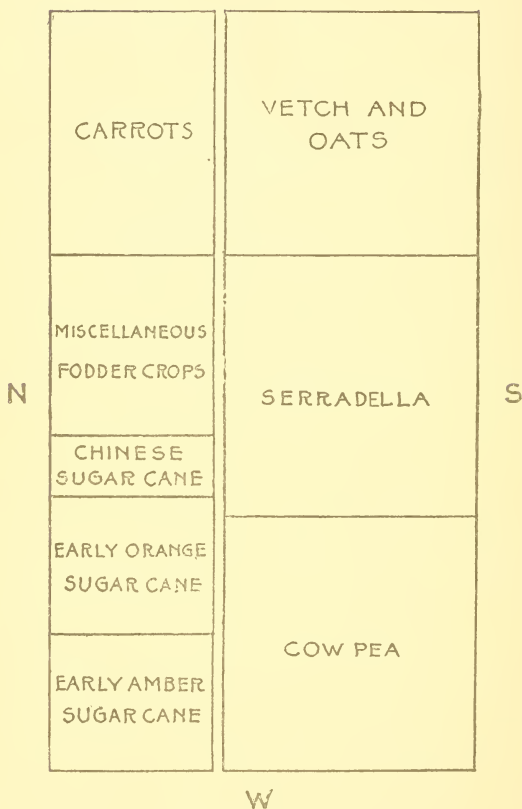 CARROTS
VETCH AND
OATS
MISCELLANEOUS
FODDER CROPS
N
SERRADELLA
S
CHINESE
SUGAR CANE
EARLY ORANGE
SUGAR CANE
COW PEA
EARLY AMBER
SUGAR CANE
W